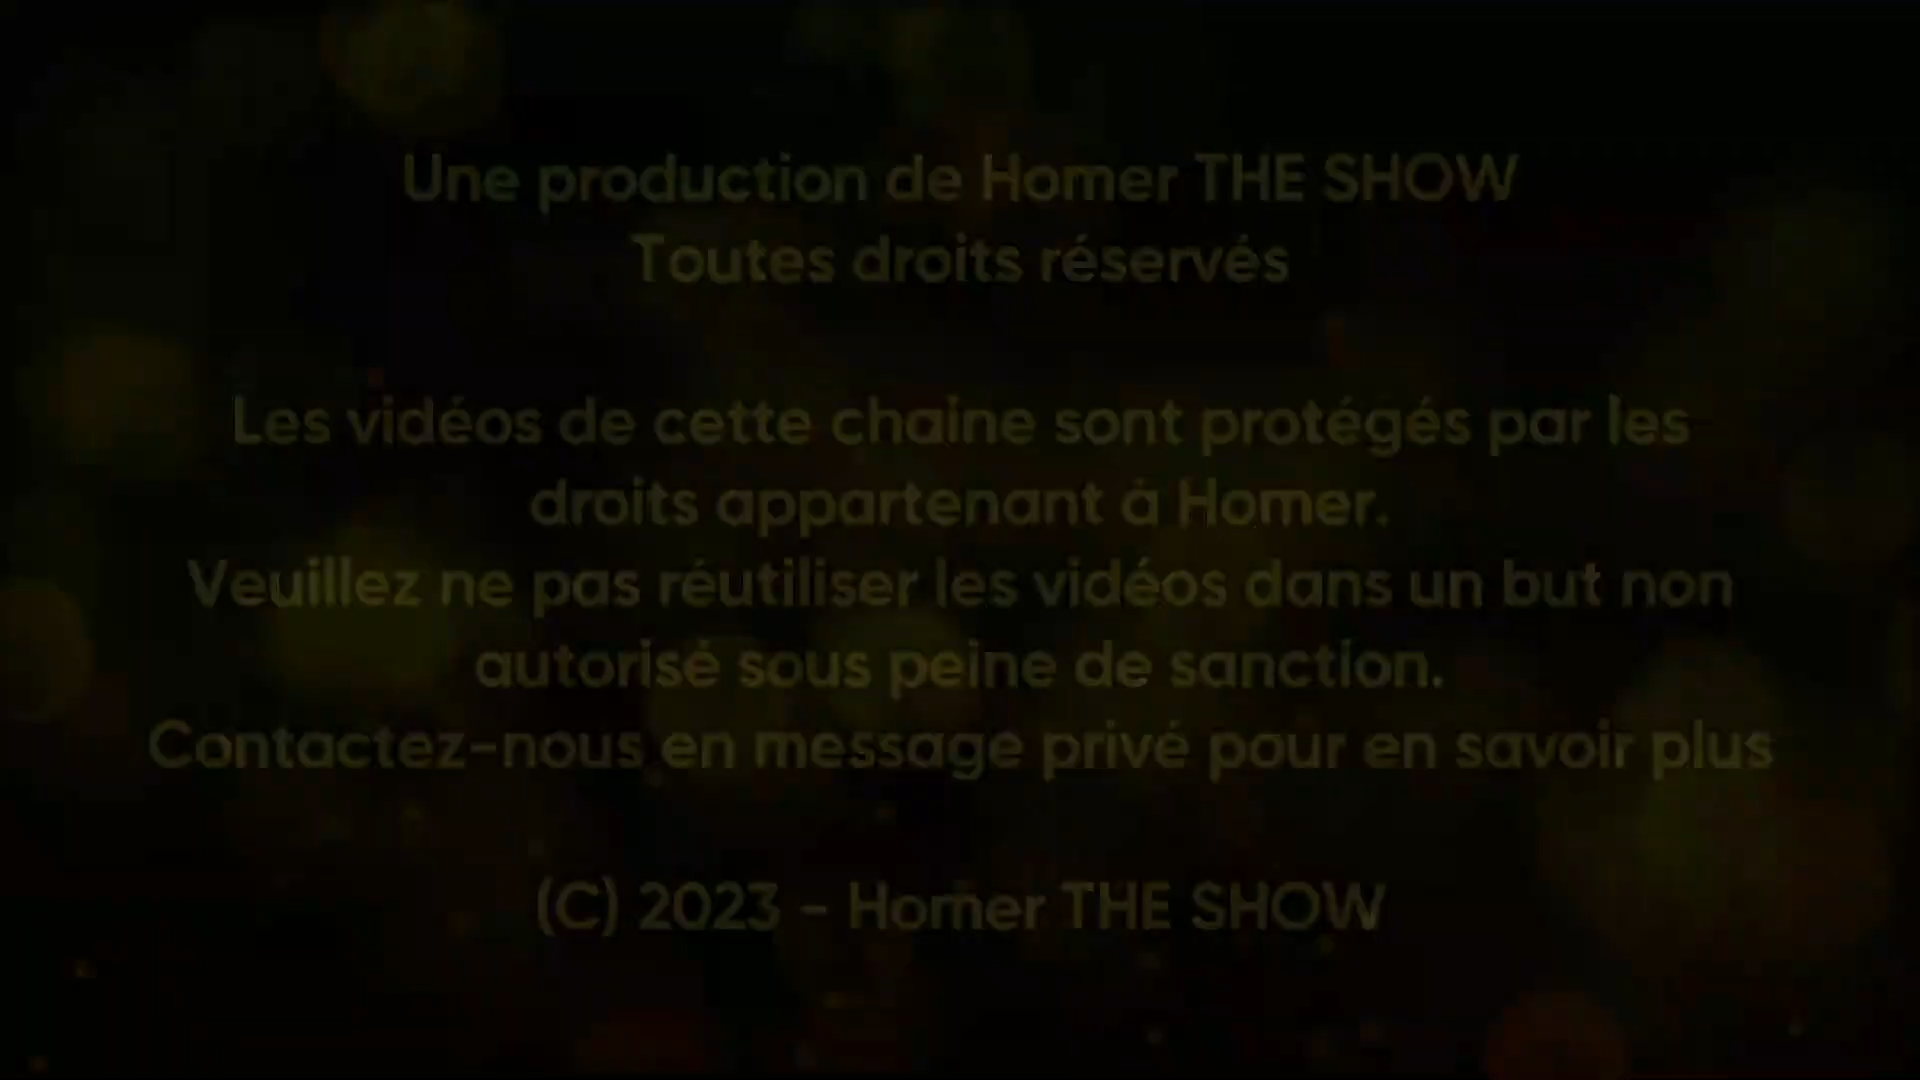 Une production de Homer THE SHOW
Toutes droits réservés
Les vidéos de cette chaine sont protégés par les
droits appartenant à Homer.
Veuillez ne pas réutiliser les vidéos dans un but non
autorisé sous peine de sanction.
Contactez-nous en message privé pour en savoir plus
(C) 2023 - Homer THE SHOW